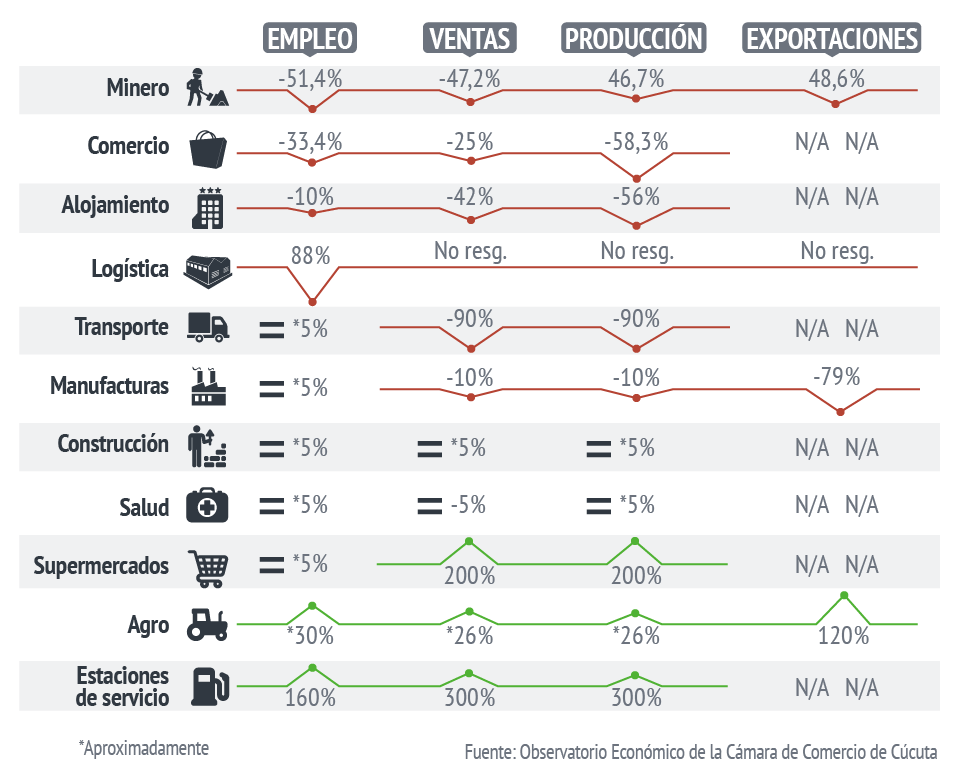 EMPLEO VENTAS PRODUCCIÓN EXPORTACIONES
Minero -51,4% -47,2% 46,7% 48,6%
Comercio -33,4% -25% -58,3% N/A N/A
Alojamiento -10% -42% -56% N/A N/A
Logística 88% No resg. No resg. No resg.
Transporte = *5% -90% -90% N/A N/A
Manufacturas = *5% -10% -10% -79%
Construcción = *5% = *5% = *5% N/A N/A
Salud = *5% = -5% = *5% N/A N/A
Supermercados = *5% 200% 200% N/A N/A
Agro *30% *26% *26% 120%
Estaciones
de servicio 160% 300% 300% N/A N/A
*Aproximadamente
Fuente: Observatorio Económico de la Cámara de Comercio de Cúcuta